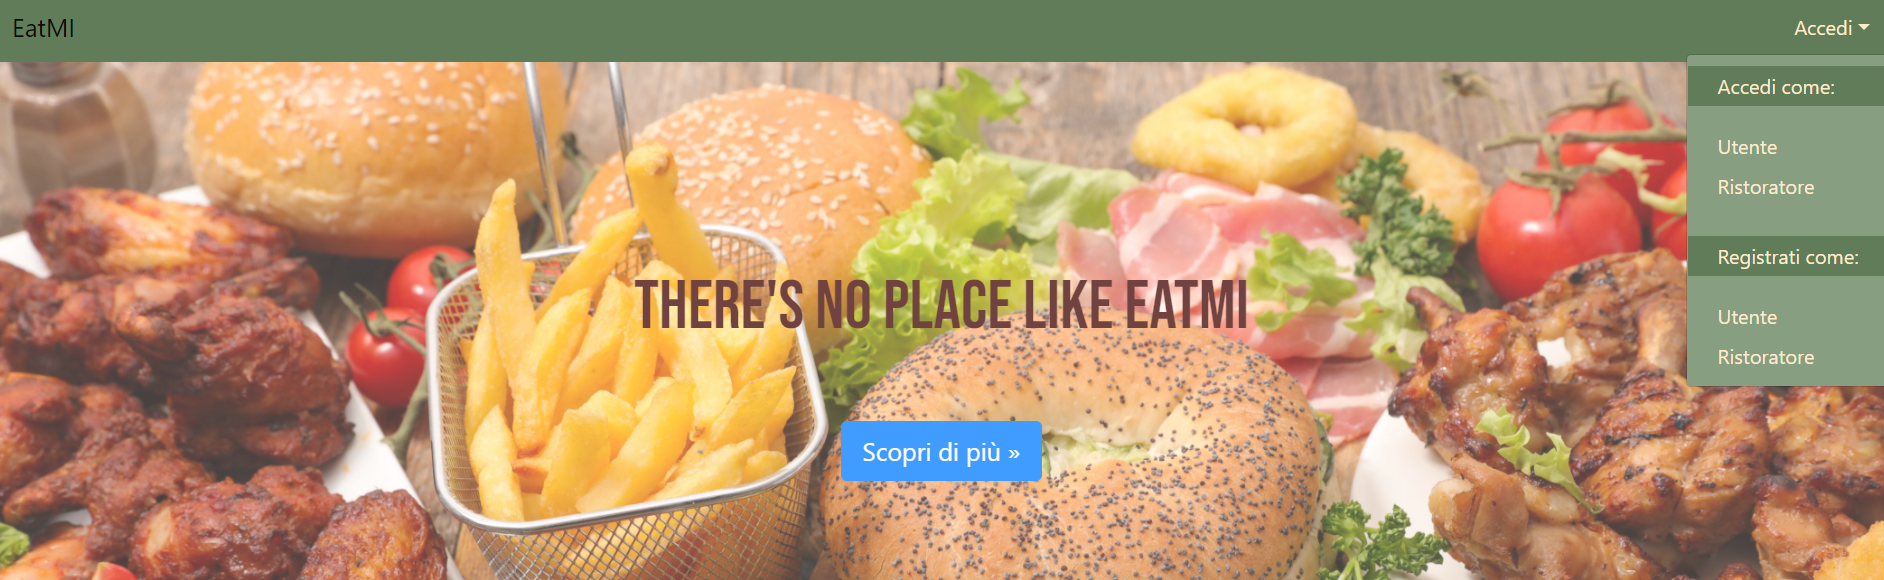 EatMI
Accedi
Accedi come:
Utente
Ristoratore
Registrati come:
Utente
Ristoratore
THERE'S NO PLACE LIKE EATMI
Scopri di più »